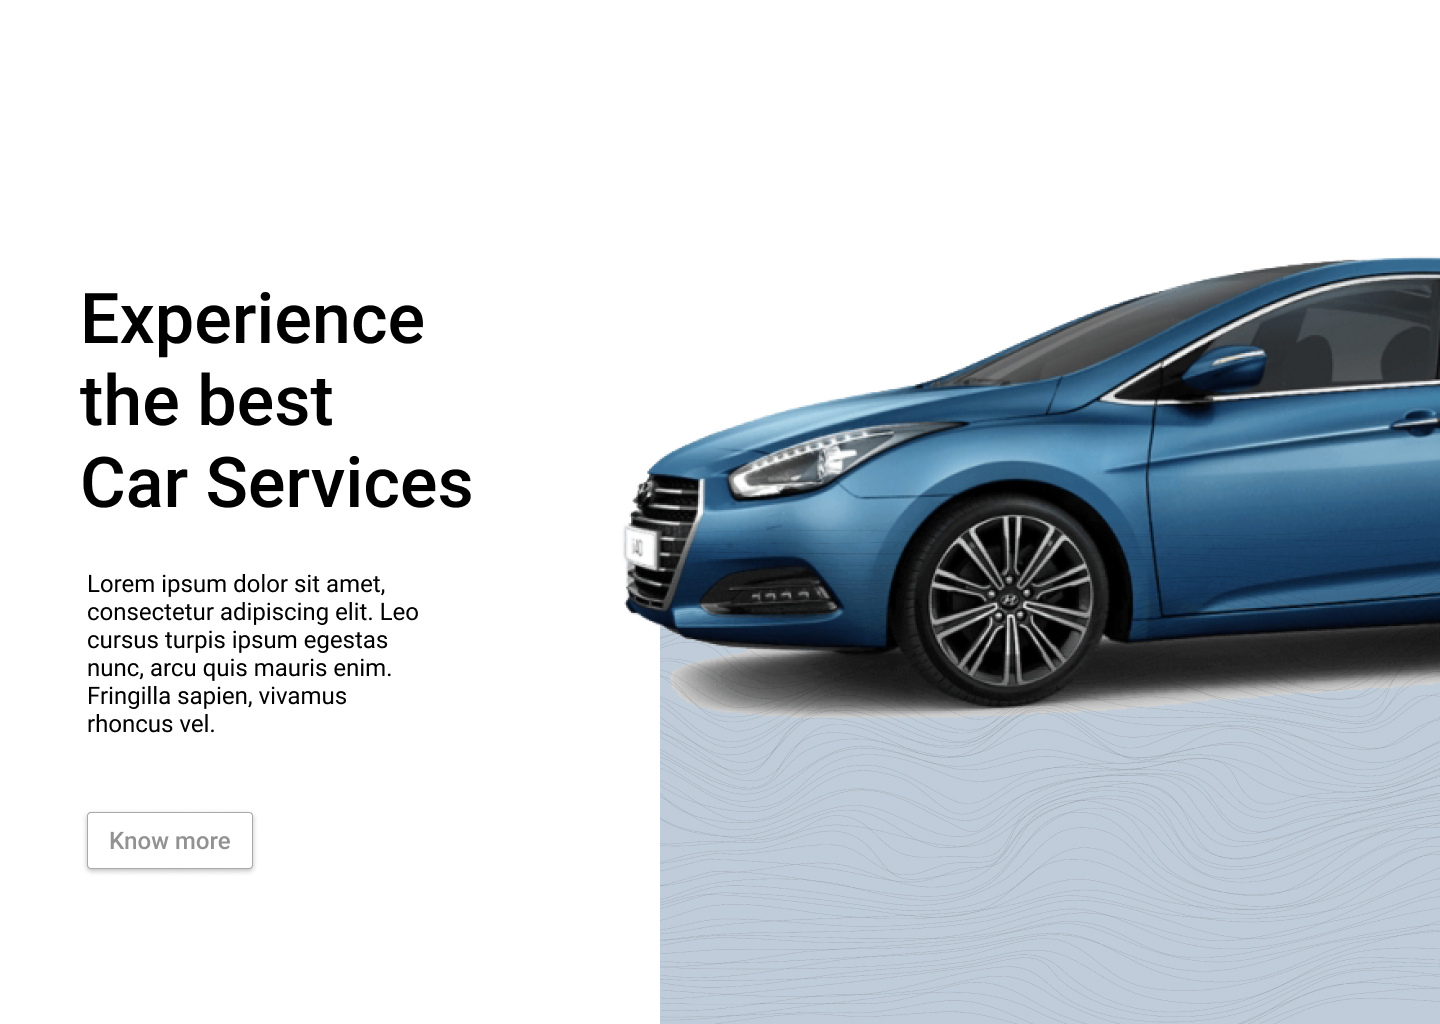 Experience
the best
Car Services
Lorem ipsum dolor sit amet,
consectetur adipiscing elit. Leo
cursus turpis ipsum egestas
nunc, arcu quis mauris enim.
Fringilla sapien, vivamus
rhoncus vel.
Know more